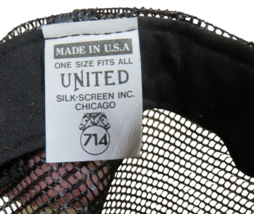 MADE IN U.S.A
ONE SIZE FITS ALL
UNITED
SILK-SCREEN INC.
CHICAGO
714